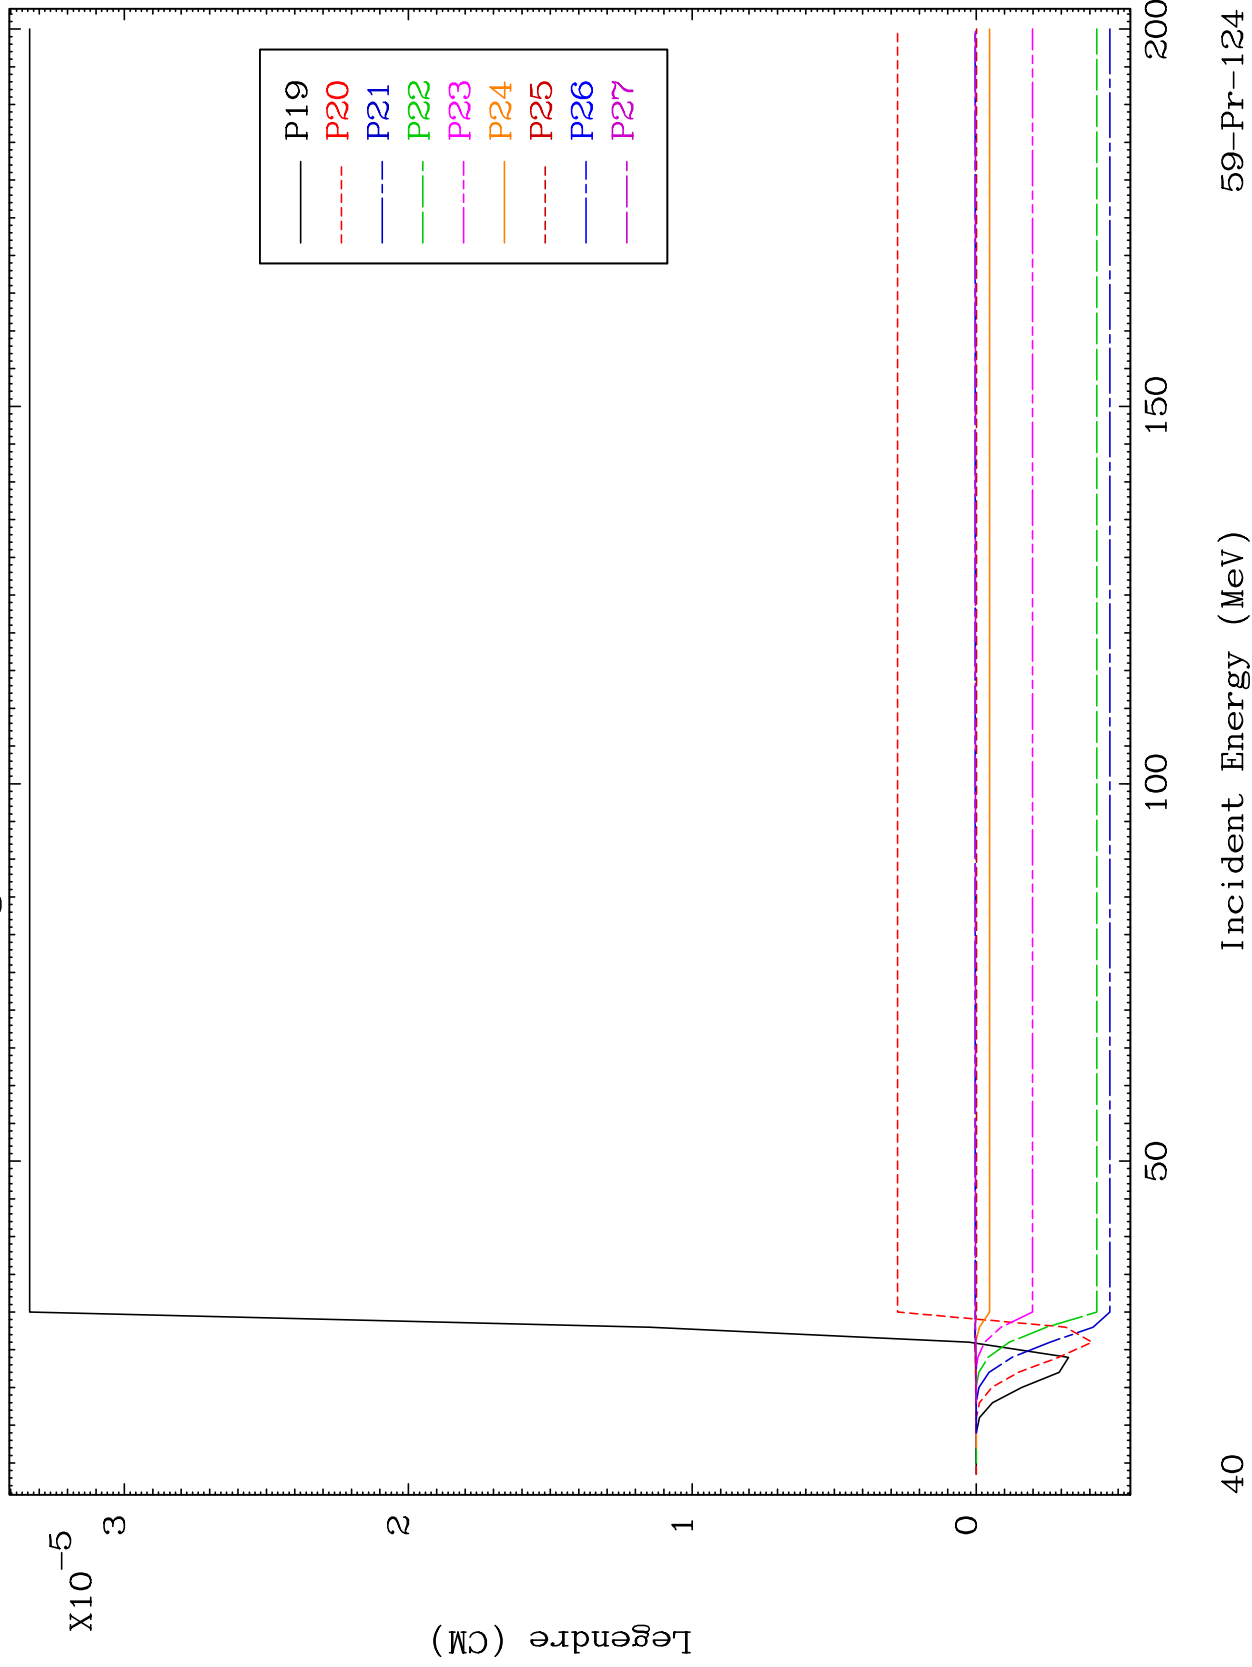 X10⁻⁵
3
2
1
0
Legendre (CM)
P19
P20
P21
P22
P23
P24
P25
P26
P27
50
100
150
200
Incident Energy (MeV)
40
59-Pr-124